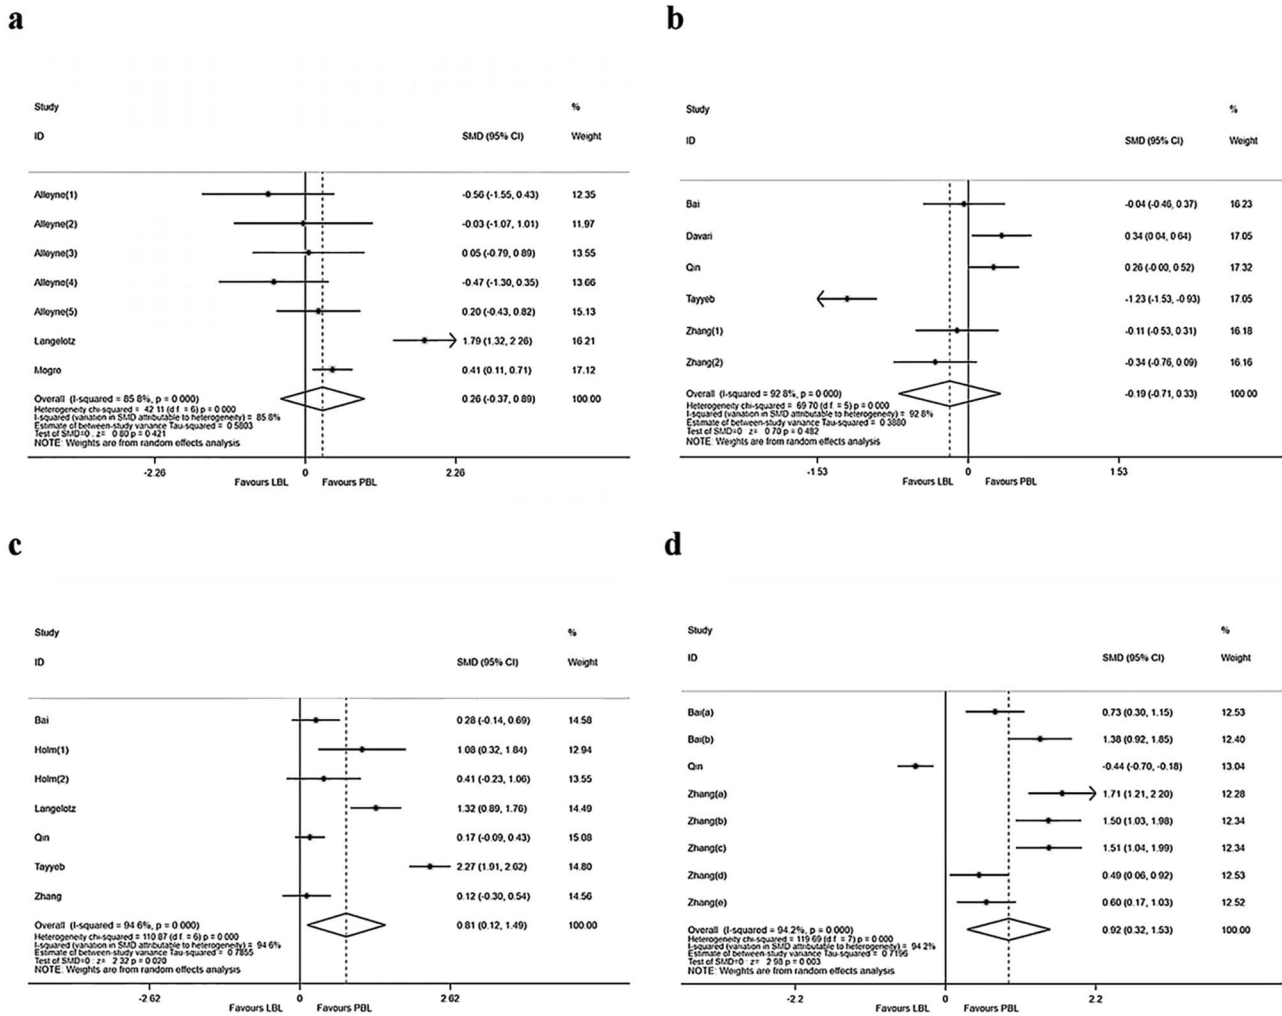 a
Study %
ID SMD (95% CI) Weight
Alleyne(1) -0.56 (-1.55, 0.43) 12.35
Alleyne(2) -0.03 (-1.07, 1.01) 11.97
Alleyne(3) 0.05 (-0.79, 0.89) 13.55
Alleyne(4) -0.47 (-1.30, 0.35) 13.66
Alleyne(5) 0.20 (-0.43, 0.82) 15.13
Langelotz 1.79 (1.32, 2.26) 16.21
Mogro 0.41 (0.11, 0.71) 17.12
Overall (I-squared = 85.8%, p = 0.000) 0.26 (-0.37, 0.89) 100.00
Heterogeneity chi-squared = 42.11 (d.f. = 6) p = 0.000
I-squared (variation in SMD attributable to heterogeneity) = 85.8%
Estimate of between-study variance Tau-squared = 0.5803
Test of SMD=0 : z= 0.80 p = 0.421
NOTE: Weights are from random effects analysis
-2.26 0 2.26
Favours LBL Favours PBL
b
Study %
ID SMD (95% CI) Weight
Bai -0.04 (-0.46, 0.37) 16.23
Davari 0.34 (0.04, 0.64) 17.05
Qin 0.26 (-0.00, 0.52) 17.32
Tayyeb -1.23 (-1.53, -0.93) 17.05
Zhang(1) -0.11 (-0.53, 0.31) 16.18
Zhang(2) -0.34 (-0.76, 0.09) 16.16
Overall (I-squared = 92.8%, p = 0.000) -0.19 (-0.71, 0.33) 100.00
Heterogeneity chi-squared = 69.70 (d.f. = 5) p = 0.000
I-squared (variation in SMD attributable to heterogeneity) = 92.8%
Estimate of between-study variance Tau-squared = 0.3880
Test of SMD=0 : z= 0.70 p = 0.482
NOTE: Weights are from random effects analysis
-1.53 0 1.53
Favours LBL Favours PBL
c
Study %
ID SMD (95% CI) Weight
Bai 0.28 (-0.14, 0.69) 14.58
Holm(1) 1.08 (0.32, 1.84) 12.94
Holm(2) 0.41 (-0.23, 1.06) 13.55
Langelotz 1.32 (0.89, 1.76) 14.49
Qin 0.17 (-0.09, 0.43) 15.08
Tayyeb 2.27 (1.91, 2.62) 14.80
Zhang 0.12 (-0.30, 0.54) 14.56
Overall (I-squared = 94.6%, p = 0.000) 0.81 (0.12, 1.49) 100.00
Heterogeneity chi-squared = 110.87 (d.f. = 6) p = 0.000
I-squared (variation in SMD attributable to heterogeneity) = 94.6%
Estimate of between-study variance Tau-squared = 0.7855
Test of SMD=0 : z= 2.32 p = 0.020
NOTE: Weights are from random effects analysis
-2.62 0 2.62
Favours LBL Favours PBL
d
Study %
ID SMD (95% CI) Weight
Bai(a) 0.73 (0.30, 1.15) 12.53
Bai(b) 1.38 (0.92, 1.85) 12.40
Qin -0.44 (-0.70, -0.18) 13.04
Zhang(a) 1.71 (1.21, 2.20) 12.28
Zhang(b) 1.50 (1.03, 1.98) 12.34
Zhang(c) 1.51 (1.04, 1.99) 12.34
Zhang(d) 0.49 (0.06, 0.92) 12.53
Zhang(e) 0.60 (0.17, 1.03) 12.52
Overall (I-squared = 94.2%, p = 0.000) 0.92 (0.32, 1.53) 100.00
Heterogeneity chi-squared = 119.69 (d.f. = 7) p = 0.000
I-squared (variation in SMD attributable to heterogeneity) = 94.2%
Estimate of between-study variance Tau-squared = 0.7196
Test of SMD=0 : z= 2.98 p = 0.003
NOTE: Weights are from random effects analysis
-2.2 0 2.2
Favours LBL Favours PBL